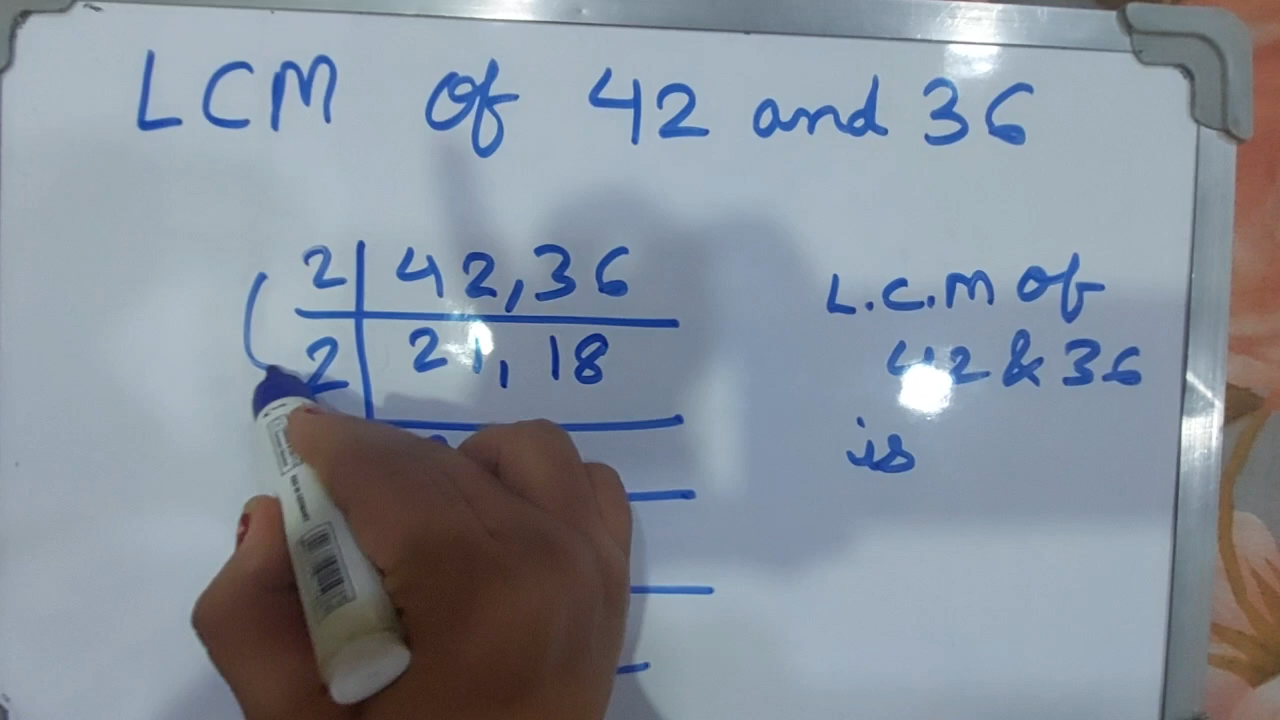 LCM of 42 and 36
2 | 42, 36
2 | 21, 18
L.C.M of
42 & 36
is